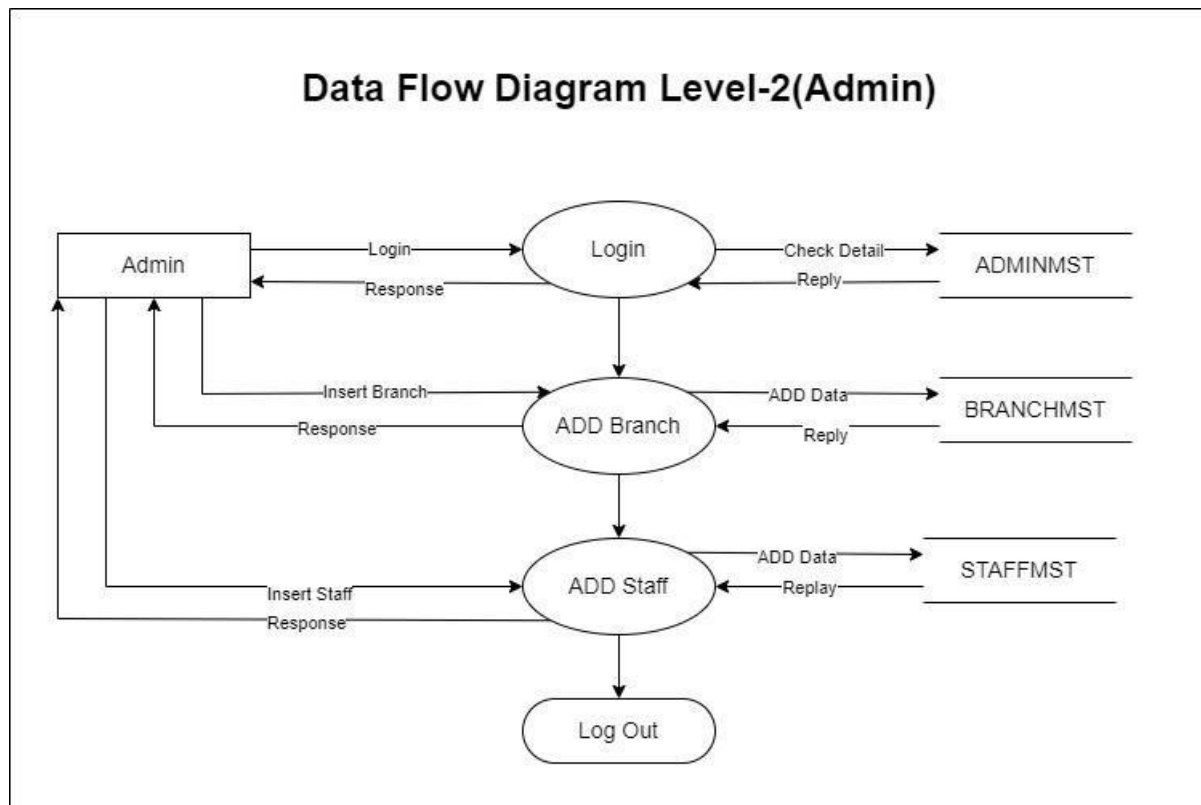 Data Flow Diagram Level-2(Admin)
Admin
Login
Login
Check Detail
ADMINMST
Response
Reply
Insert Branch
ADD Branch
ADD Data
BRANCHMST
Response
Reply
Insert Staff
ADD Staff
ADD Data
STAFFMST
Response
Replay
Log Out